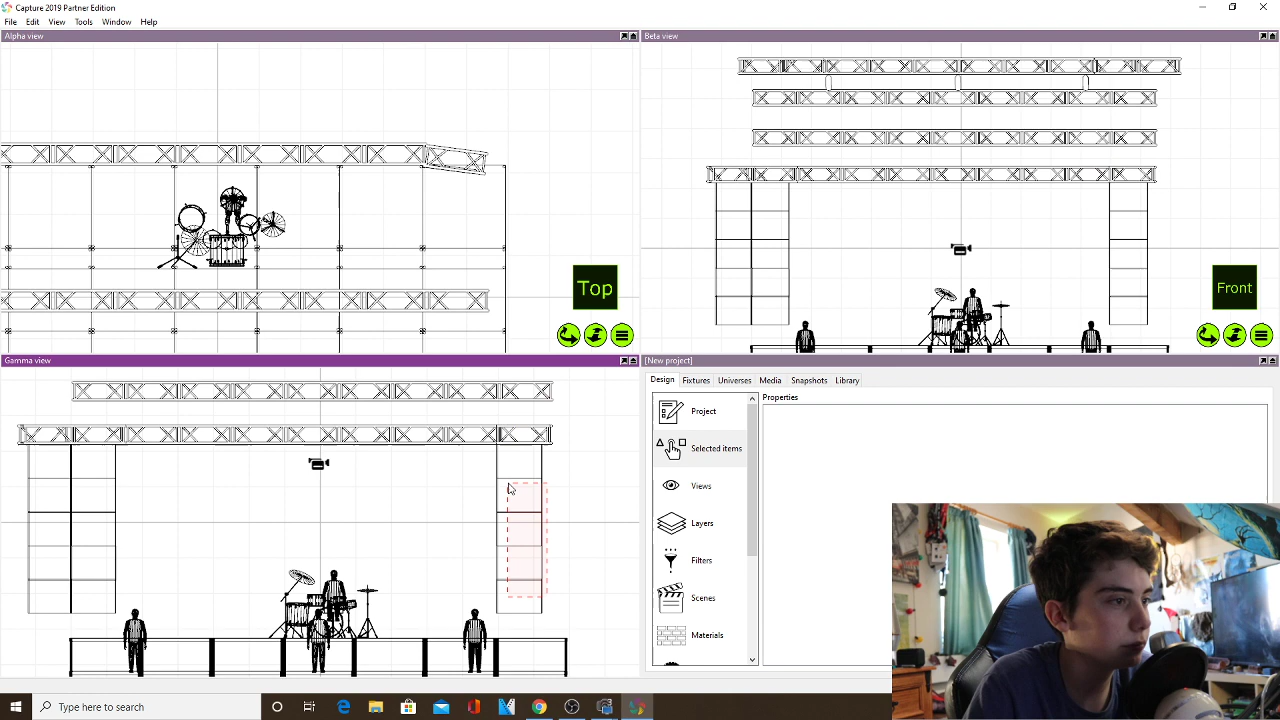 Capture 2019 Partner Edition
File Edit View Tools Window Help
Alpha view
Beta view
Top
Front
Gamma view
[New project]
Design Fixtures Universes Media Snapshots Library
Properties
Project
Selected items
Views
Layers
Filters
Scenes
Materials
Type here to search